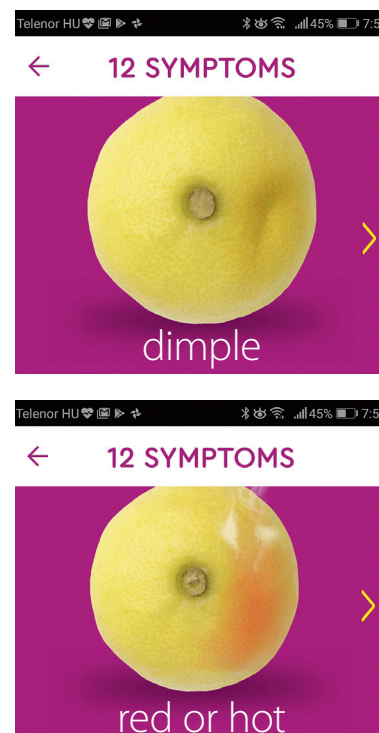 Telenor HU 45% 7:5
← 12 SYMPTOMS
dimple
Telenor HU 45% 7:5
← 12 SYMPTOMS
red or hot